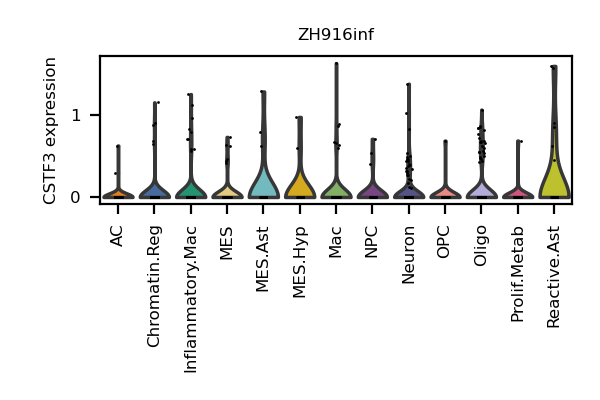 ZH916inf
CSTF3 expression
1
0
AC
Chromatin.Reg
Inflammatory.Mac
MES
MES.Ast
MES.Hyp
Mac
NPC
Neuron
OPC
Oligo
Prolif.Metab
Reactive.Ast